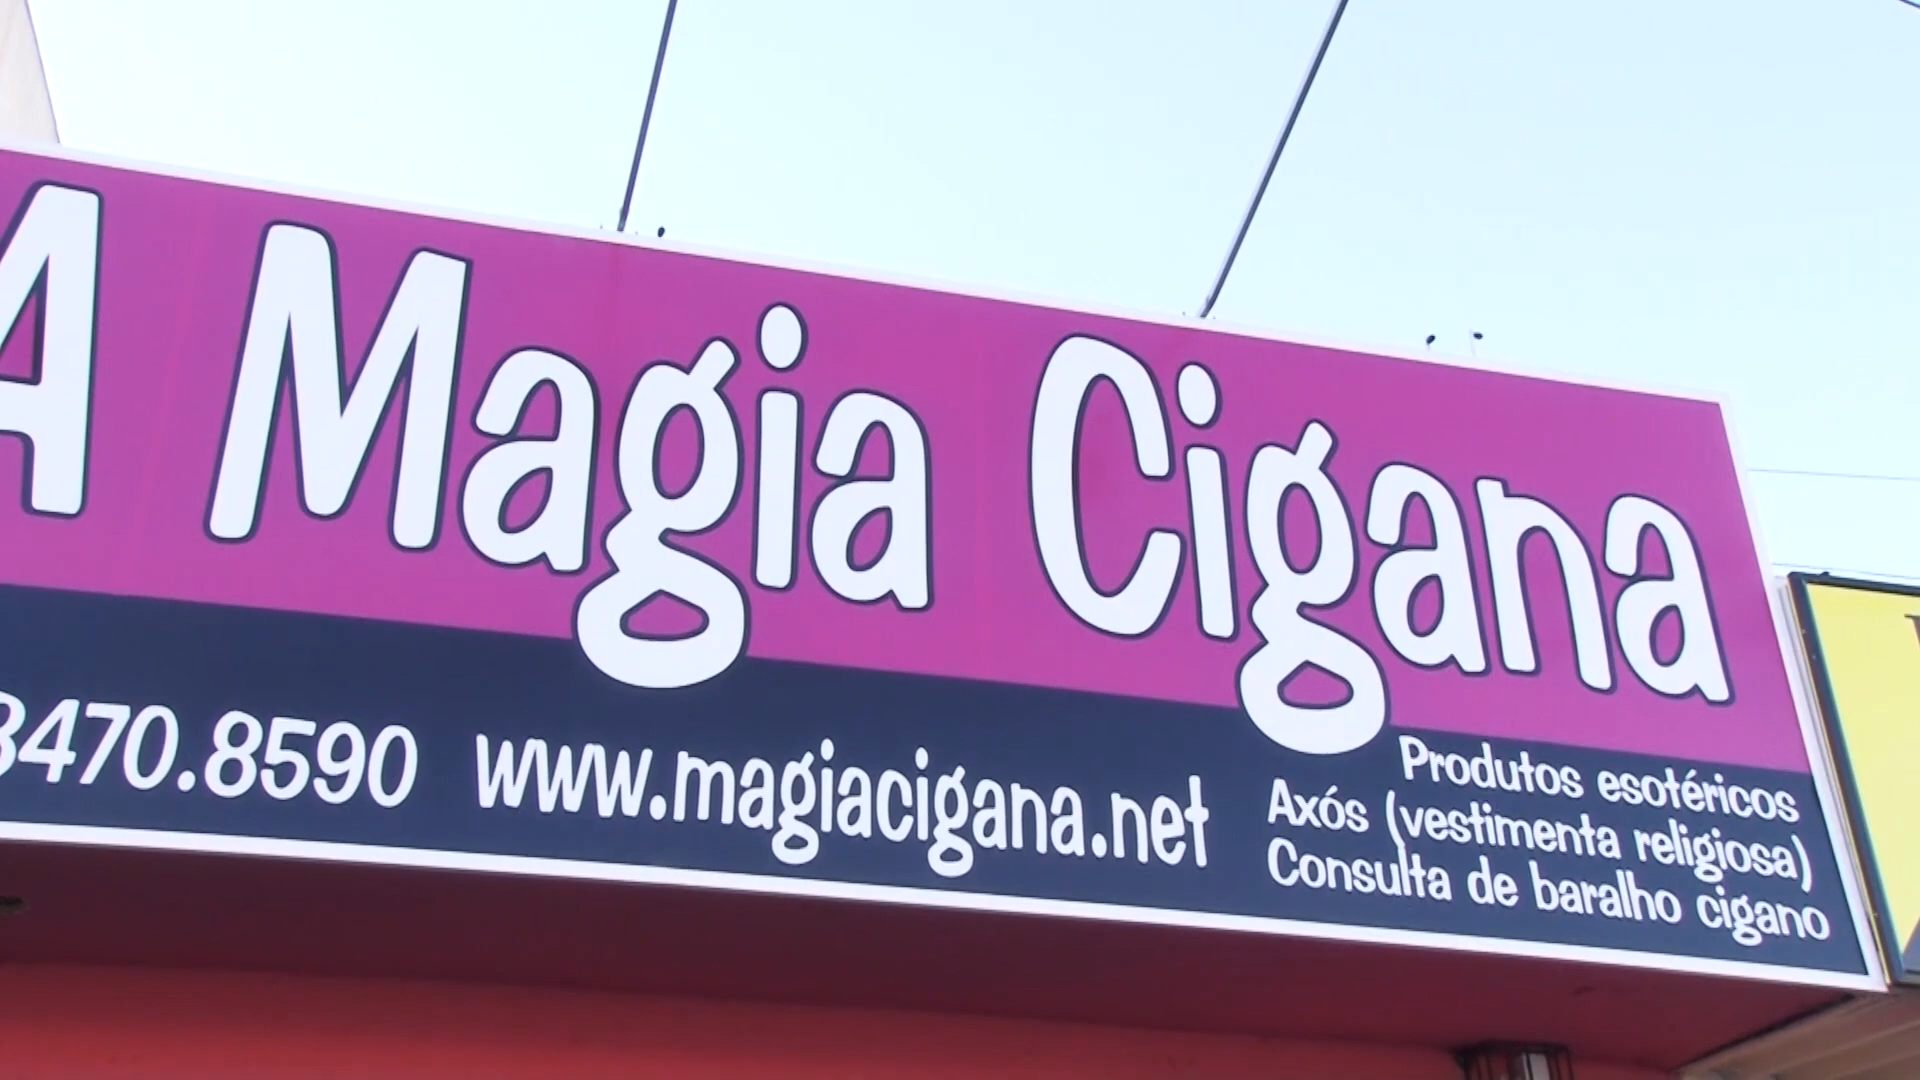 A Magia Cigana
3470.8590 www.magiacigana.net
Produtos esotéricos
Axós (vestimenta religiosa)
Consulta de baralho cigano